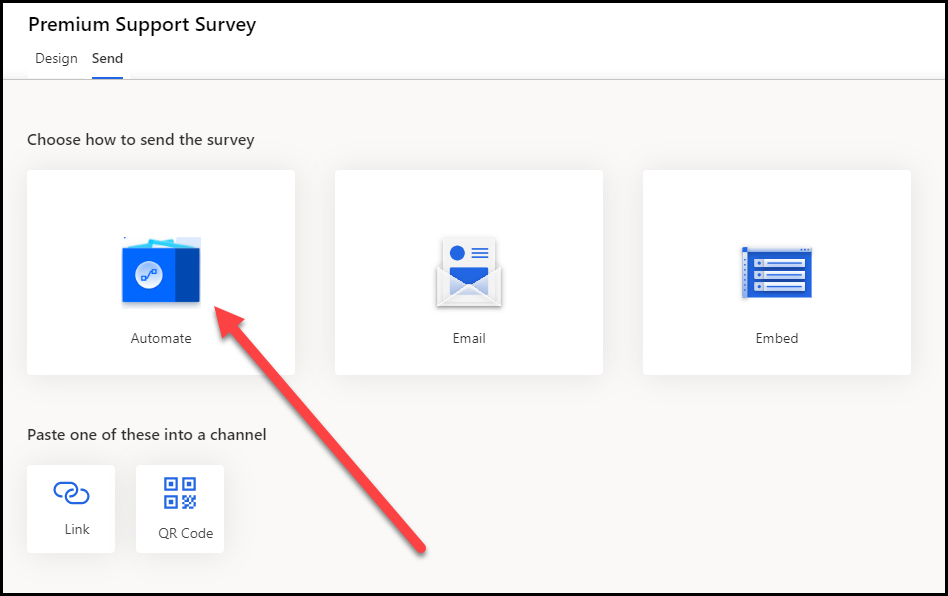 Premium Support Survey
Design Send
Choose how to send the survey
Automate Email Embed
Paste one of these into a channel
Link QR Code